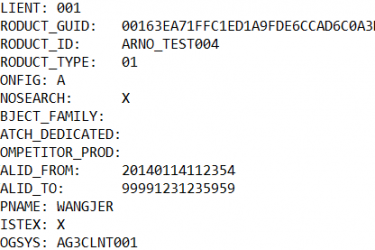 LIENT: 001
RODUCT_GUID: 00163EA71FFC1ED1A9FDE6CCAD6C0A3
RODUCT_ID: ARNO_TEST004
RODUCT_TYPE: 01
ONFIG: A
NOSEARCH: X
BJECT_FAMILY:
ATCH_DEDICATED:
OMPETITOR_PROD:
ALID_FROM: 20140114112354
ALID_TO: 99991231235959
PNAME: WANGJER
ISTEX: X
OGSYS: AG3CLNT001